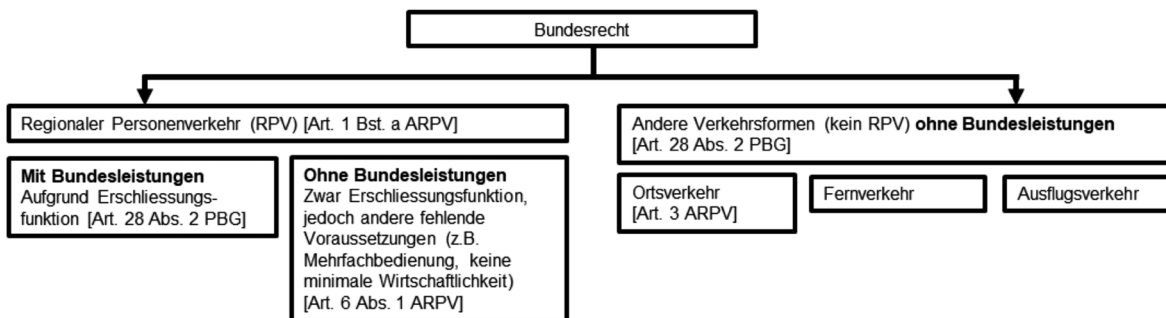 Bundesrecht
Regionaler Personenverkehr (RPV) [Art. 1 Bst. a ARPV]
Mit Bundesleistungen
Aufgrund Erschliessungs-
funktion [Art. 28 Abs. 2 PBG]
Ohne Bundesleistungen
Zwar Erschliessungsfunktion,
jedoch andere fehlende
Voraussetzungen (z.B.
Mehrfachbedienung, keine
minimale Wirtschaftlichkeit)
[Art. 6 Abs. 1 ARPV]
Andere Verkehrsformen (kein RPV) ohne Bundesleistungen
[Art. 28 Abs. 2 PBG]
Ortsverkehr
[Art. 3 ARPV]
Fernverkehr
Ausflugsverkehr